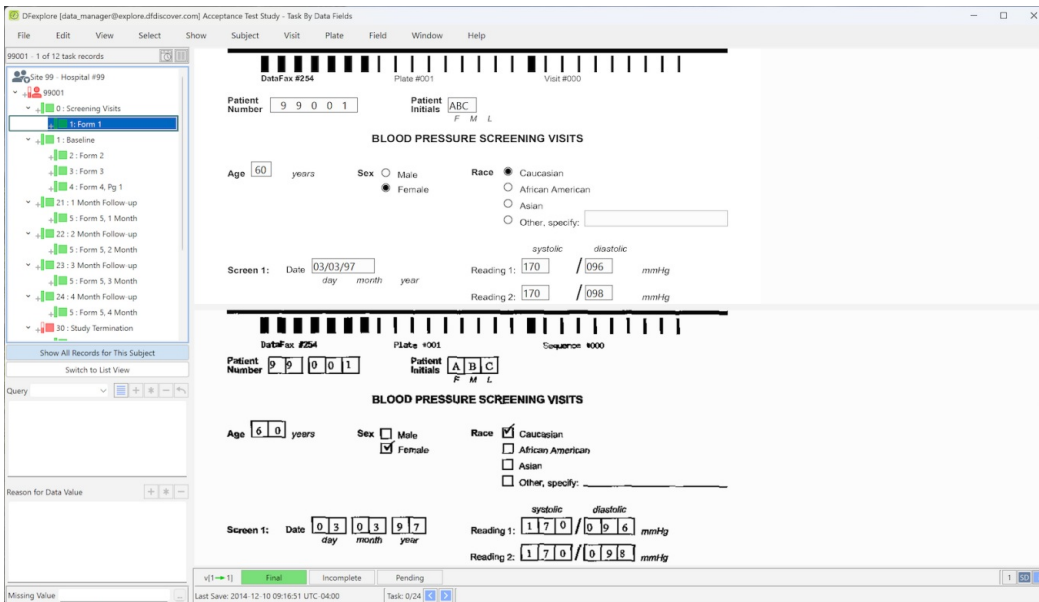 DFexplore [data_manager@explore.dfdiscover.com] Acceptance Test Study - Task By Data Fields
File Edit View Select Show Subject Visit Plate Field Window Help
99001 - 1 of 12 task records
Site 99 - Hospital #99
99001
0 : Screening Visits
1: Form 1
1 : Baseline
2 : Form 2
3 : Form 3
4 : Form 4, Pg 1
21 : 1 Month Follow-up
5 : Form 5, 1 Month
22 : 2 Month Follow-up
5 : Form 5, 2 Month
23 : 3 Month Follow-up
5 : Form 5, 3 Month
24 : 4 Month Follow-up
5 : Form 5, 4 Month
30 : Study Termination
Show All Records for This Subject
Switch to List View
Query
Reason for Data Value
Missing Value
DataFax #254 Plate #001 Visit #000
Patient Number 9 9 0 0 1 Patient Initials ABC
F M L
BLOOD PRESSURE SCREENING VISITS
Age 60 years Sex Male Race Caucasian
Female African American
Asian
Other, specify:
systolic diastolic
Screen 1: Date 03/03/97 Reading 1: 170 / 096 mmHg
day month year
Reading 2: 170 / 098 mmHg
DataFax #254 Plate #001 Sequence #000
Patient Number 9 9 0 0 1 Patient Initials A B C
F M L
BLOOD PRESSURE SCREENING VISITS
Age 6 0 years Sex Male Race Caucasian
Female African American
Asian
Other, specify:
systolic diastolic
Screen 1: Date 0 3 0 3 9 7 Reading 1: 1 7 0 / 0 9 6 mmHg
day month year
Reading 2: 1 7 0 / 0 9 8 mmHg
v[1→1] Final Incomplete Pending 1 SD
Last Save: 2014-12-10 09:16:51 UTC-04:00 Task: 0/24